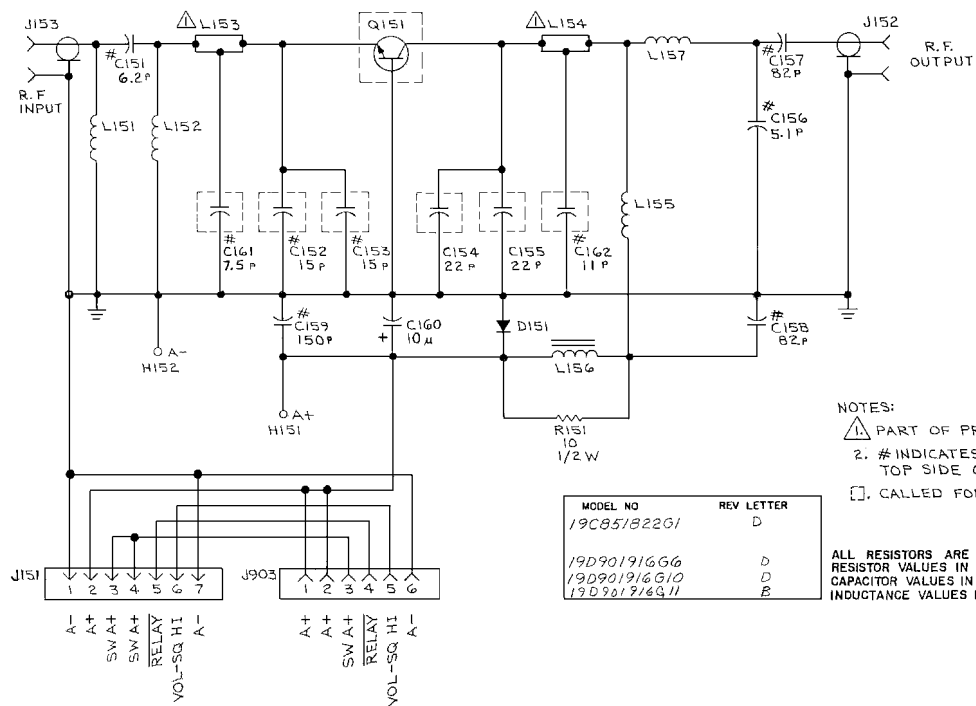 J153
⚠1 L153
Q151
⚠1 L154
J152
# C151
6.2P
L157
# C157
82P
R.F.
OUTPUT
R.F
INPUT
L151
L152
# C156
5.1P
L155
# C161
7.5P
# C152
15P
# C153
15P
C154
22P
C155
22P
# C162
11P
# C159
150P
+ C160
10µ
D151
L156
# C158
82P
A-
H152
A+
H151
R151
10
1/2W
NOTES:
1. PART OF PR
2. # INDICATES
TOP SIDE O
CALLED FO
MODEL NO REV LETTER
19C851822G1 D
19D901916G6 D
19D901916G10 D
19D901916G11 B
ALL RESISTORS ARE
RESISTOR VALUES IN
CAPACITOR VALUES IN
INDUCTANCE VALUES I
J151
1 2 3 4 5 6 7
J903
1 2 3 4 5 6
A-
A+
SW A+
SW A+
RELAY
VOL-SQ HI
A-
A+
A+
SW A+
RELAY
VOL-SQ HI
A-